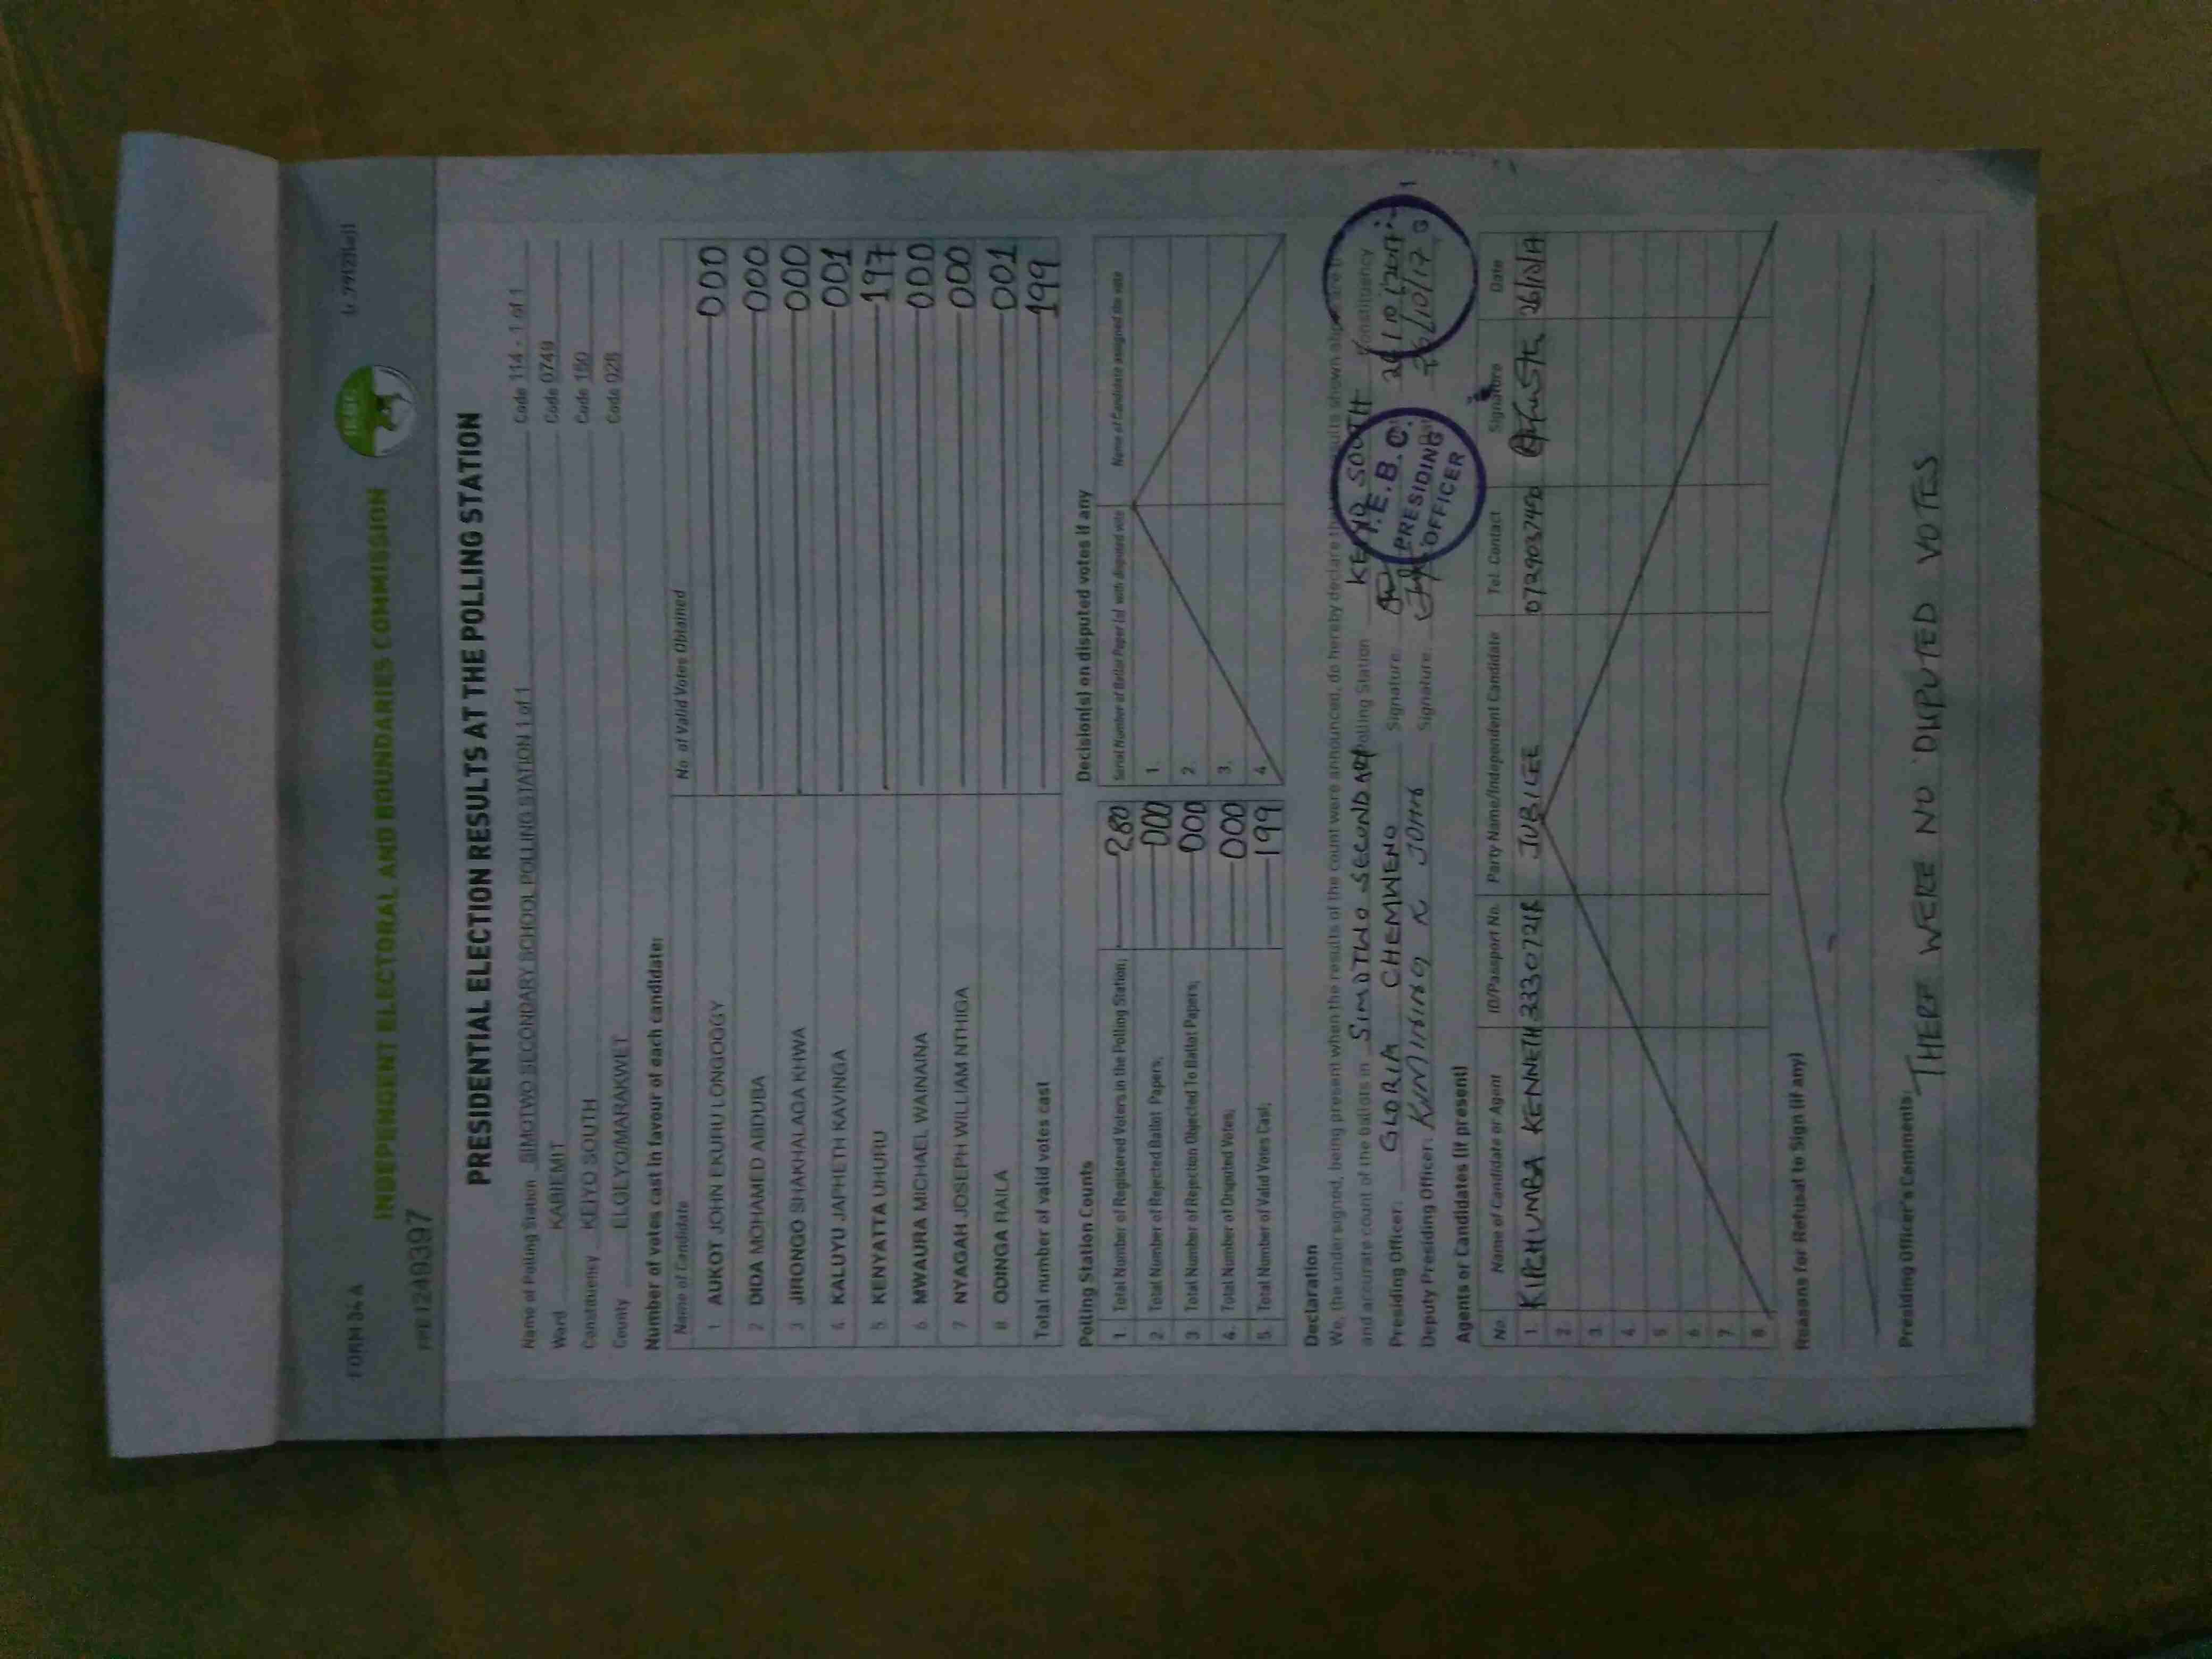 FORM 34 A
INDEPENDENT ELECTORAL AND BOUNDARIES COMMISSION
IEBC
PRESIDENTIAL ELECTION RESULTS AT THE POLLING STATION
Name of Polling Station SIMOTWO SECONDARY SCHOOL POLLING STATION 1 of 1 Code 114 - 1 of 1
Ward KABIEMIT Code 0749
Constituency KEIYO SOUTH Code 150
County ELGEYO/MARAKWET Code 028
Number of votes cast in favour of each candidate:
Name of Candidate No of Valid Votes Obtained
1 AUKOT JOHN EKURU LONGOGGY 000
2 DIDA MOHAMED ABDUBA 000
3 JIRONGO SHAKHALAGA KHWA 000
4 KALUYU JAPHETH KAVINGA 001
5 KENYATTA UHURU 197
6 MWAURA MICHAEL WAINAINA 000
7 NYAGAH JOSEPH WILLIAM NTHIGA 000
8 ODINGA RAILA 001
Total number of valid votes cast 199
Polling Station Counts
1 Total Number of Registered Voters in the Polling Station; 280
2. Total Number of Rejected Ballot Papers; 000
3 Total Number of Rejection Objected To Ballot Papers; 000
4. Total Number of Disputed Votes; 000
5 Total Number of Valid Votes Cast; 199
Decision(s) on disputed votes if any
Serial Number of Ballot Paper (s) with disputed vote Name of Candidate assigned the vote
1.
2.
3.
4
Declaration
We, the undersigned, being present when the results of the count were announced, do hereby declare that the results shown above are
and accurate count of the ballots in SIMOTWO SECONDARY Polling Station KEIYO SOUTH Constituency
Presiding Officer: GLORIA CHEMWENO Signature: 26/10/2017
Deputy Presiding Officer: K JOHN Signature: 26/10/17
I.E.B.C.
PRESIDING
OFFICER
Agents or Candidates (if present)
No. Name of Candidate or Agent ID/Passport No. Party Name/Independent Candidate Tel. Contact Signature Date
1. KIPCHUMBA KENNETH JUBILEE 26/10/17
2
3.
4
5
6.
7.
8
Reasons for Refusal to Sign (if any)
Presiding Officer's Comments:
THERE WERE NO DISPUTED VOTES